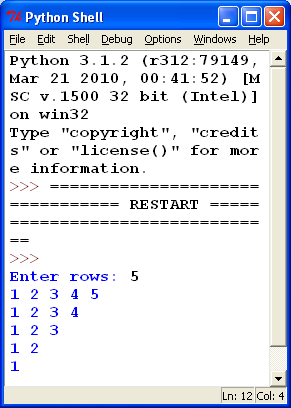 Python Shell
File Edit Shell Debug Options Windows Help
Python 3.1.2 (r312:79149,
Mar 21 2010, 00:41:52) [M
SC v.1500 32 bit (Intel)]
on win32
Type "copyright", "credit
s" or "license()" for mor
e information.
>>> =====================
=========== RESTART =====
=========================
==
>>>
Enter rows: 5
1 2 3 4 5
1 2 3 4
1 2 3
1 2
1
Ln: 12 Col: 4